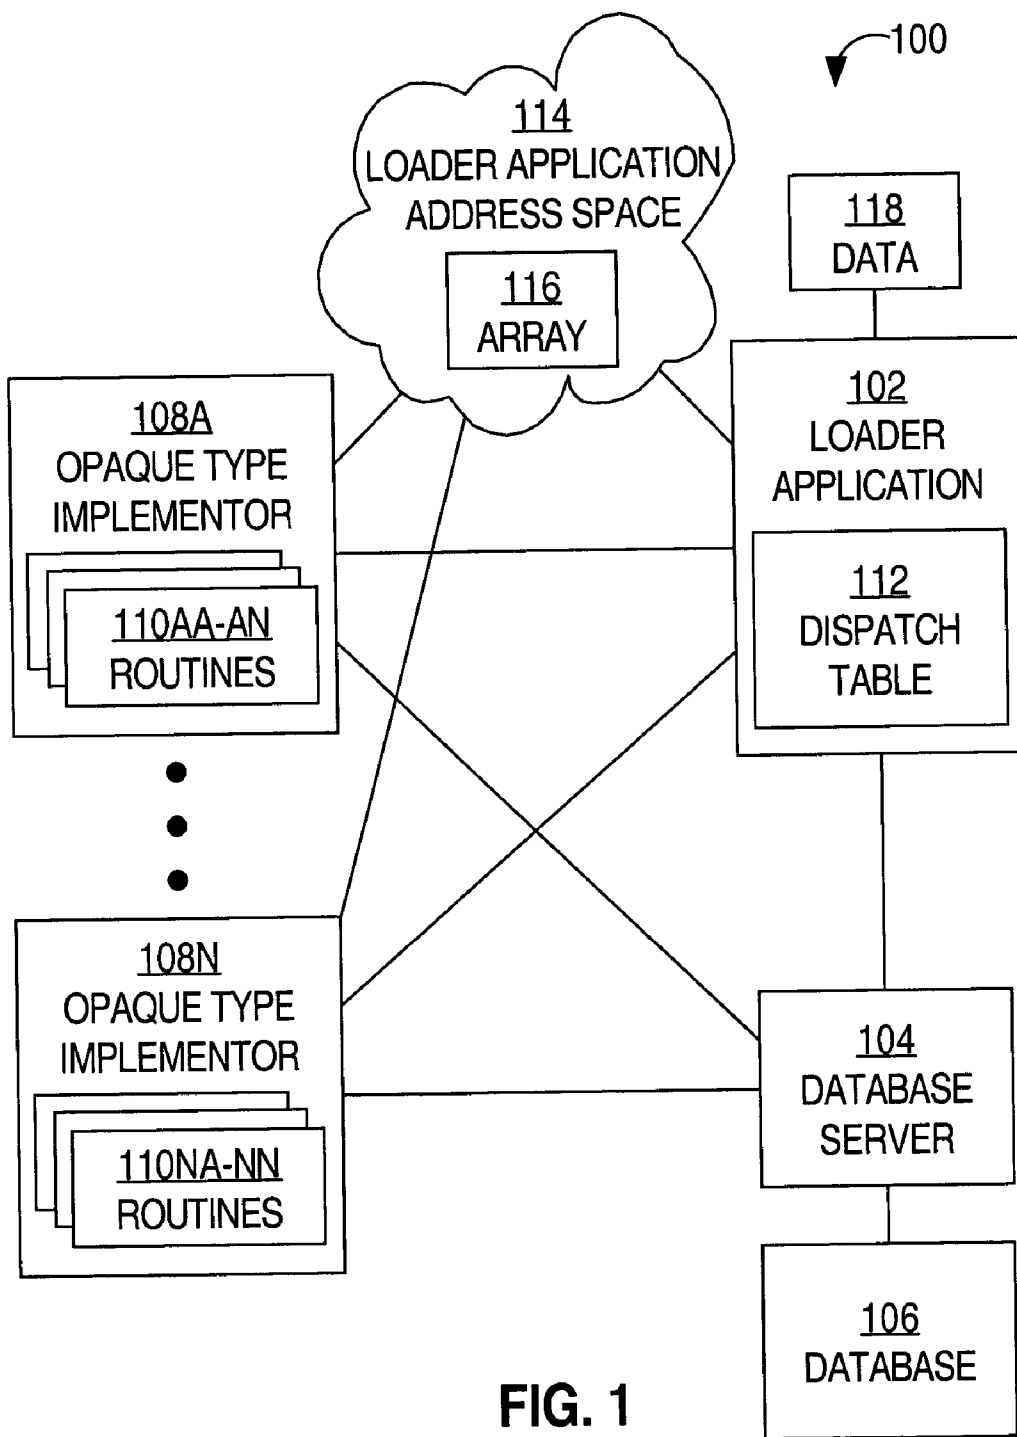 100
114
LOADER APPLICATION
ADDRESS SPACE
116
ARRAY
118
DATA
102
LOADER
APPLICATION
112
DISPATCH
TABLE
108A
OPAQUE TYPE
IMPLEMENTOR
110AA-AN
ROUTINES
108N
OPAQUE TYPE
IMPLEMENTOR
110NA-NN
ROUTINES
104
DATABASE
SERVER
106
DATABASE
FIG. 1